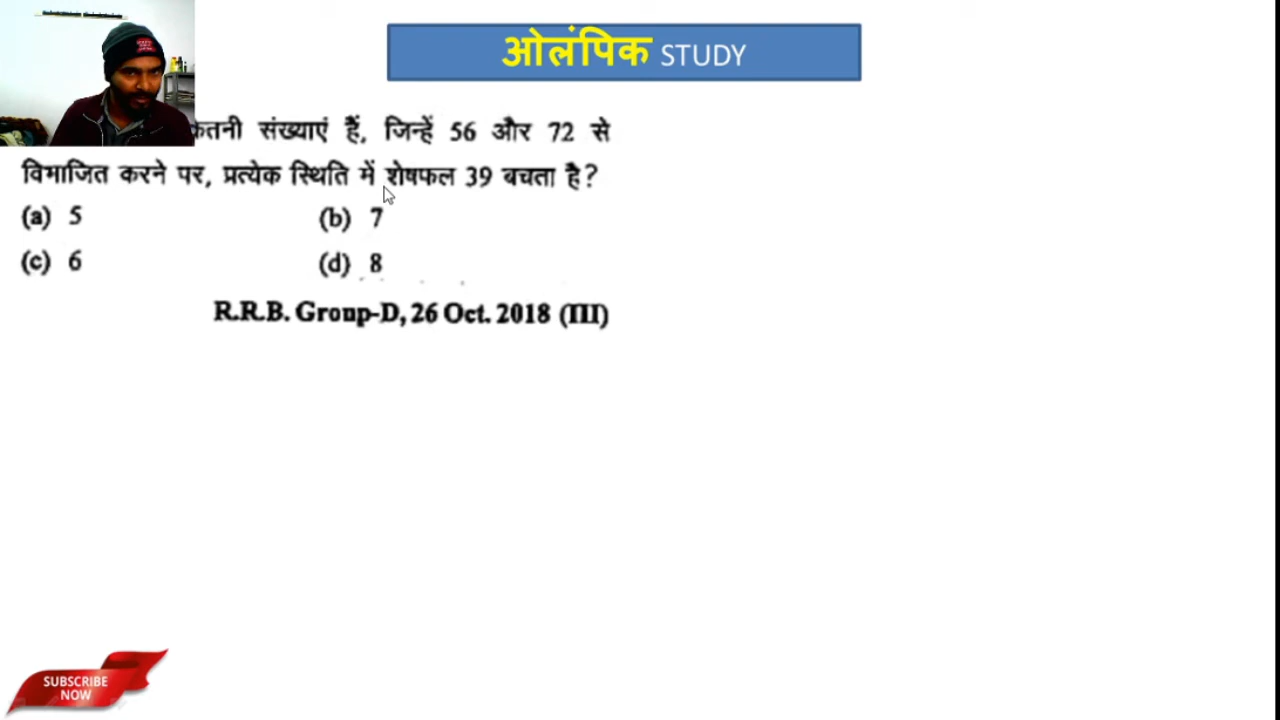 ओलंपिक STUDY
संख्याएं हैं, जिन्हें 56 और 72 से
विभाजित करने पर, प्रत्येक स्थिति में शेषफल 39 बचता है?
(a) 5 (b) 7
(c) 6 (d) 8
R.R.B. Group-D, 26 Oct. 2018 (III)
SUBSCRIBE
NOW